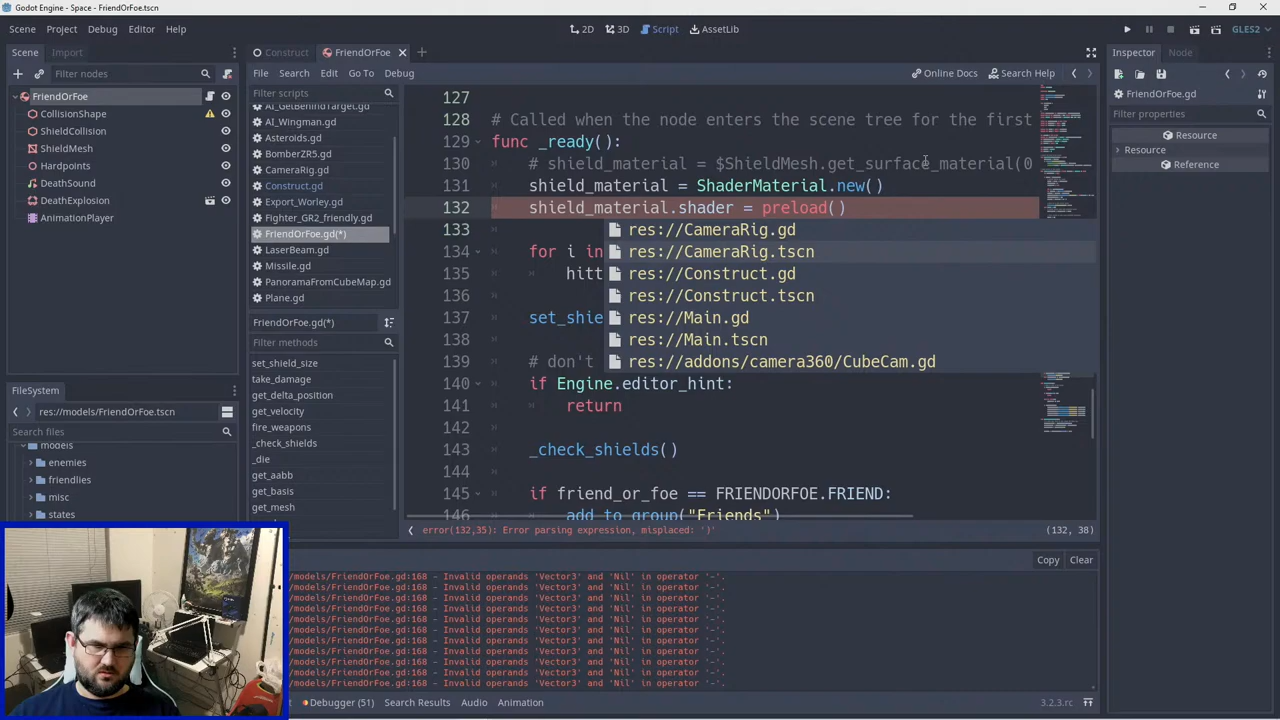 Godot Engine - Space - FriendOrFoe.tscn
Scene Project Debug Editor Help
2D 3D Script AssetLib
GLES2
Scene Import
Filter nodes
FriendOrFoe
CollisionShape
ShieldCollision
ShieldMesh
Hardpoints
DeathSound
DeathExplosion
AnimationPlayer
FileSystem
res://models/FriendOrFoe.tscn
Search files
models
enemies
friendlies
misc
states
Construct FriendOrFoe
File Search Edit Go To Debug
Online Docs Search Help
Filter scripts
AI_GetBehindTarget.gd
AI_Wingman.gd
Asteroids.gd
BomberZR5.gd
CameraRig.gd
Construct.gd
Export_Worley.gd
Fighter_GR2_friendly.gd
FriendOrFoe.gd(*)
LaserBeam.gd
Missile.gd
PanoramaFromCubeMap.gd
Plane.gd
FriendOrFoe.gd(*)
Filter methods
set_shield_size
take_damage
get_delta_position
get_velocity
fire_weapons
_check_shields
_die
get_aabb
get_basis
get_mesh
127
128 # Called when the node enters the scene tree for the first
129 func _ready():
130 # shield_material = $ShieldMesh.get_surface_material(0
131 shield_material = ShaderMaterial.new()
132 shield_material.shader = preload()
133
134 for i in
135 hitt
136
137 set_shie
138
139 # don't
140 if Engine.editor_hint:
141 return
142
143 _check_shields()
144
145 if friend_or_foe == FRIENDORFOE.FRIEND:
146 add_to_group("Friends")
res://CameraRig.gd
res://CameraRig.tscn
res://Construct.gd
res://Construct.tscn
res://Main.gd
res://Main.tscn
res://addons/camera360/CubeCam.gd
error(132,35): Error parsing expression, misplaced: ')'
(132, 38)
Copy Clear
/models/FriendOrFoe.gd:168 - Invalid operands 'Vector3' and 'Nil' in operator '-'.
/models/FriendOrFoe.gd:168 - Invalid operands 'Vector3' and 'Nil' in operator '-'.
/models/FriendOrFoe.gd:168 - Invalid operands 'Vector3' and 'Nil' in operator '-'.
/models/FriendOrFoe.gd:168 - Invalid operands 'Vector3' and 'Nil' in operator '-'.
/models/FriendOrFoe.gd:168 - Invalid operands 'Vector3' and 'Nil' in operator '-'.
/models/FriendOrFoe.gd:168 - Invalid operands 'Vector3' and 'Nil' in operator '-'.
/models/FriendOrFoe.gd:168 - Invalid operands 'Vector3' and 'Nil' in operator '-'.
/models/FriendOrFoe.gd:168 - Invalid operands 'Vector3' and 'Nil' in operator '-'.
/models/FriendOrFoe.gd:168 - Invalid operands 'Vector3' and 'Nil' in operator '-'.
/models/FriendOrFoe.gd:168 - Invalid operands 'Vector3' and 'Nil' in operator '-'.
/models/FriendOrFoe.gd:168 - Invalid operands 'Vector3' and 'Nil' in operator '-'.
Debugger (51) Search Results Audio Animation
3.2.3.rc
Inspector Node
FriendOrFoe.gd
Filter properties
Resource
Resource
Reference